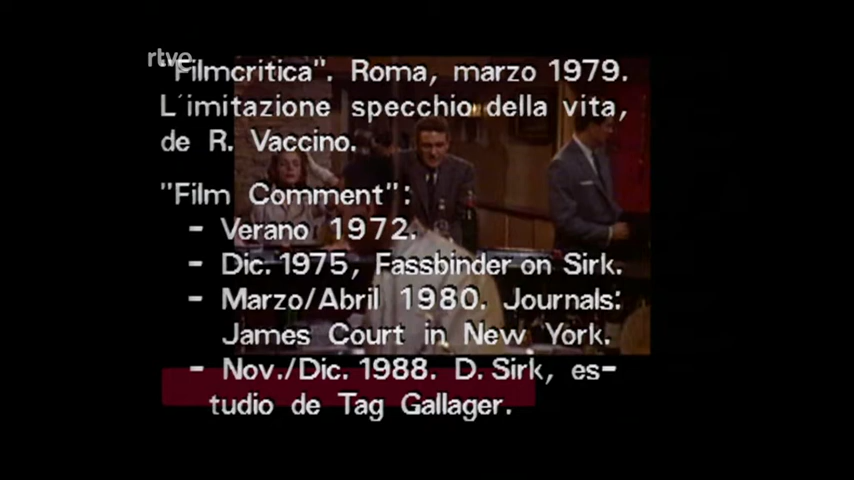 rtve
"Filmcritica". Roma, marzo 1979.
L´imitazione specchio della vita,
de R. Vaccino.
"Film Comment":
- Verano 1972.
- Dic. 1975, Fassbinder on Sirk.
- Marzo/Abril 1980. Journals:
James Court in New York.
- Nov./Dic. 1988. D. Sirk, es-
tudio de Tag Gallager.